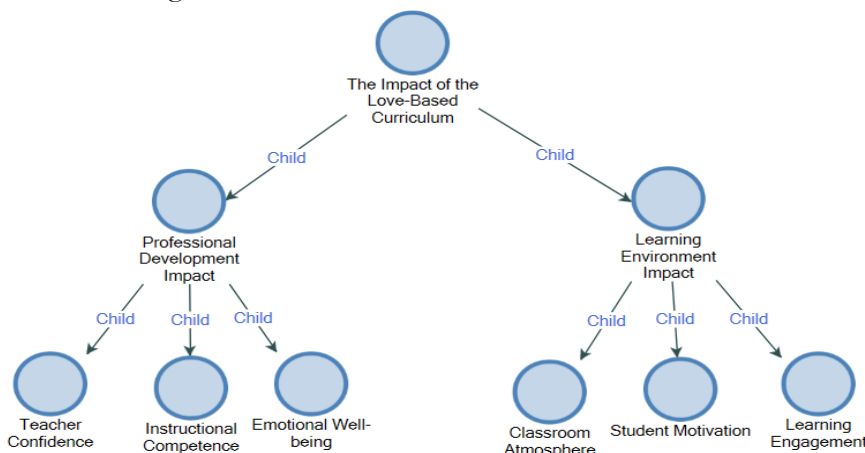 The Impact of the
Love-Based
Curriculum
Child
Child
Professional
Development
Impact
Learning
Environment
Impact
Child
Child
Child
Child
Child
Child
Teacher
Confidence
Instructional
Competence
Emotional Well-
being
Classroom
Atmosphere
Student Motivation
Learning
Engagement